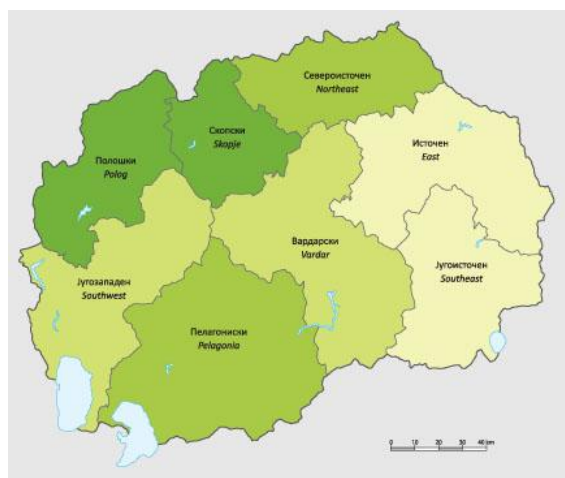 Североисточен
Northeast
Скопски
Skopje
Полошки
Polog
Источен
East
Вардарски
Vardar
Југоисточен
Southeast
Југозападен
Southwest
Пелагониски
Pelagonia
0 10 20 30 40 km